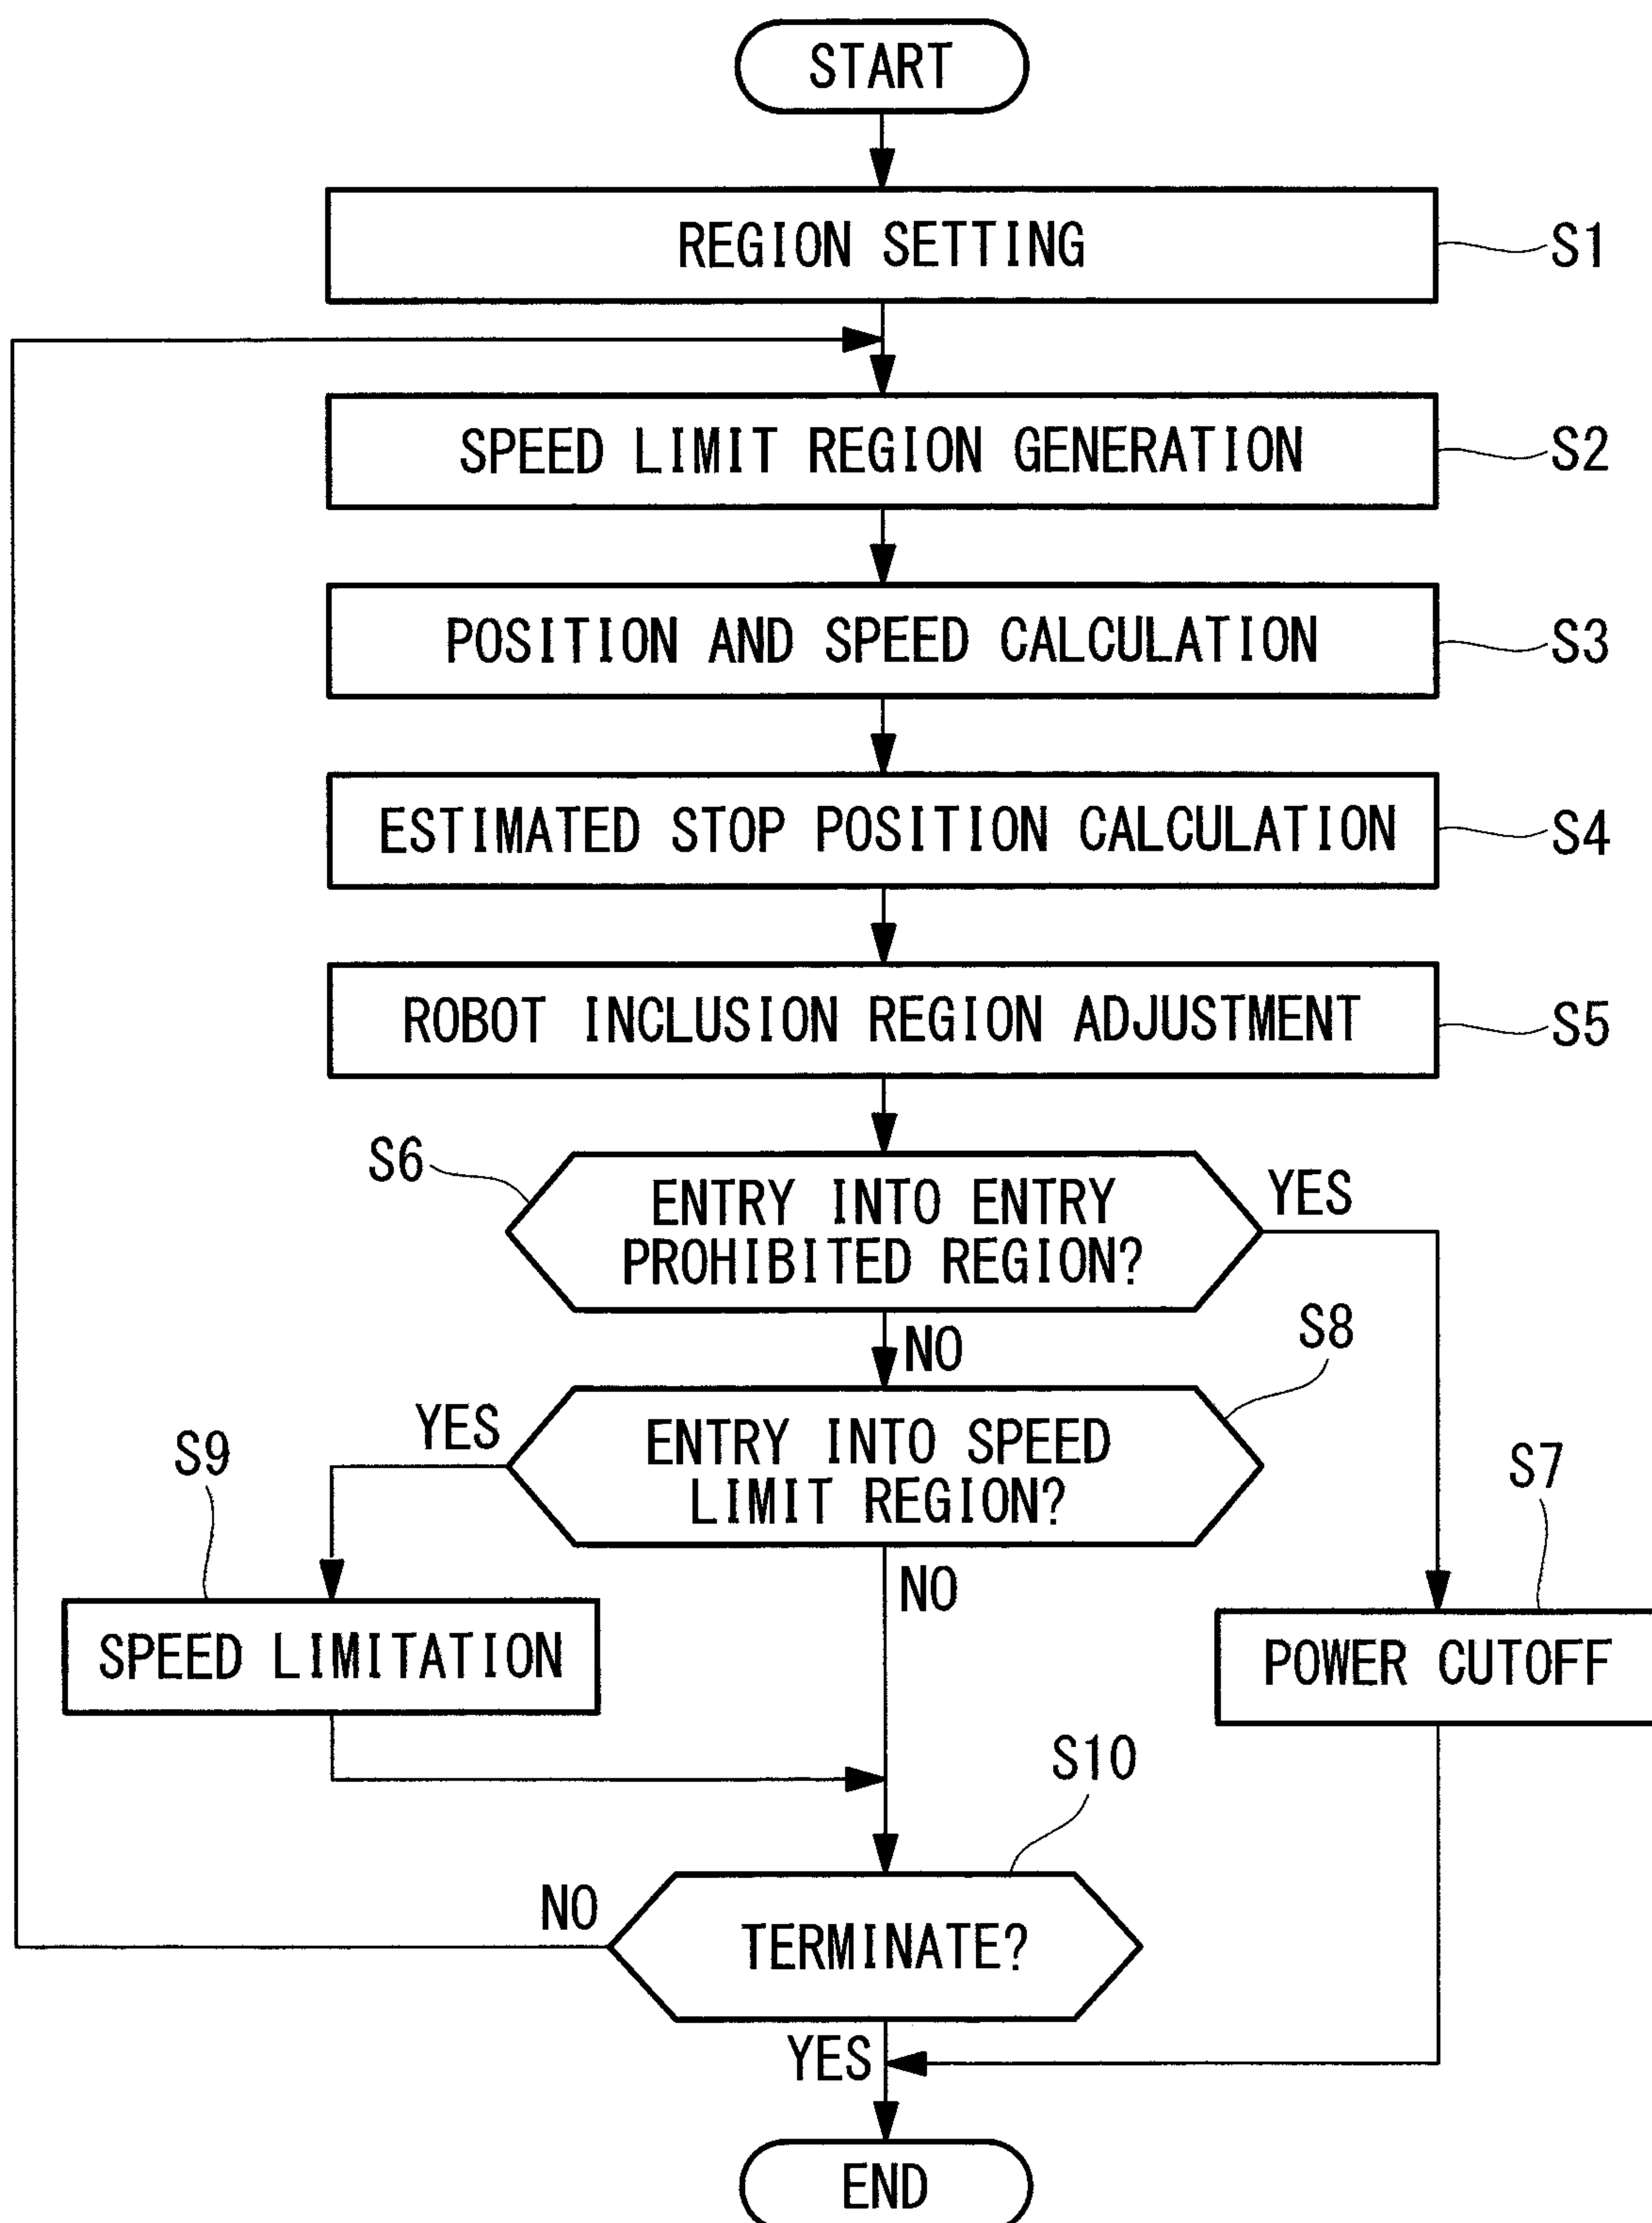 START
REGION SETTING
S1
SPEED LIMIT REGION GENERATION
S2
POSITION AND SPEED CALCULATION
S3
ESTIMATED STOP POSITION CALCULATION
S4
ROBOT INCLUSION REGION ADJUSTMENT
S5
S6
ENTRY INTO ENTRY
PROHIBITED REGION?
YES
NO
S8
YES
ENTRY INTO SPEED
LIMIT REGION?
S9
S7
NO
SPEED LIMITATION
POWER CUTOFF
S10
NO
TERMINATE?
YES
END